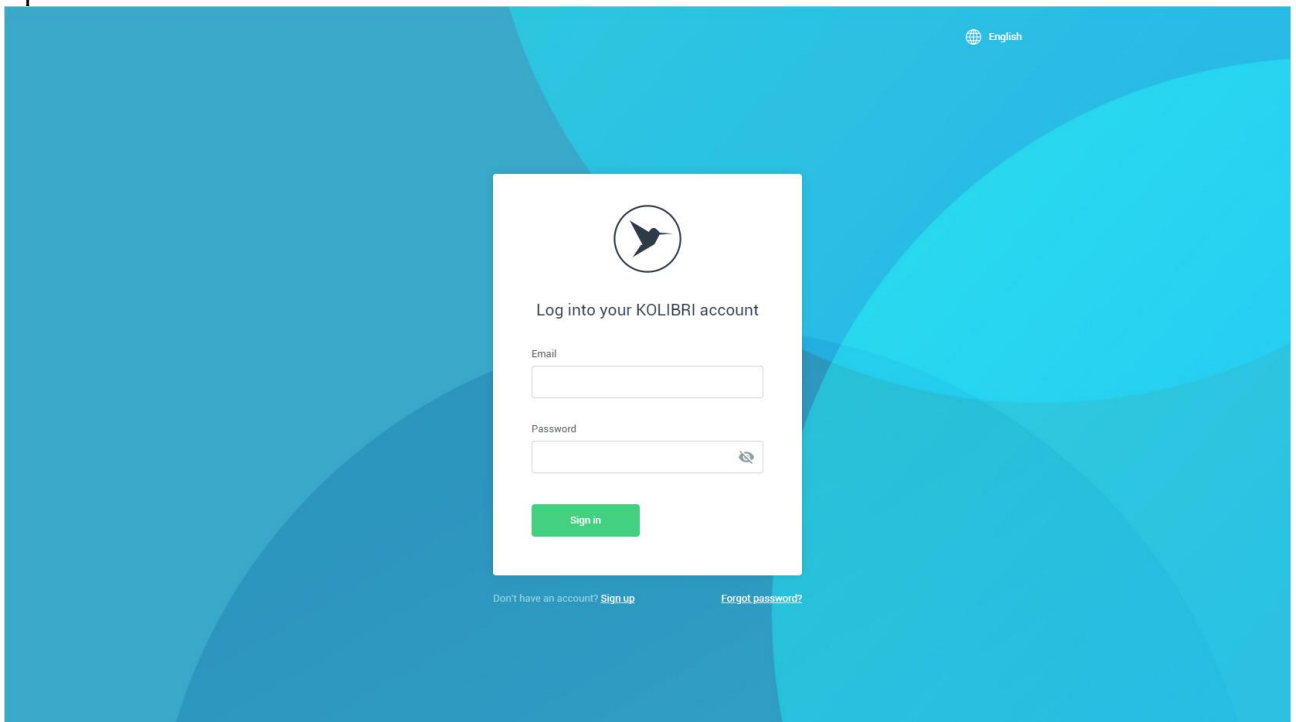 English
Log into your KOLIBRI account
Email
Password
Sign in
Don't have an account? Sign up
Forgot password?